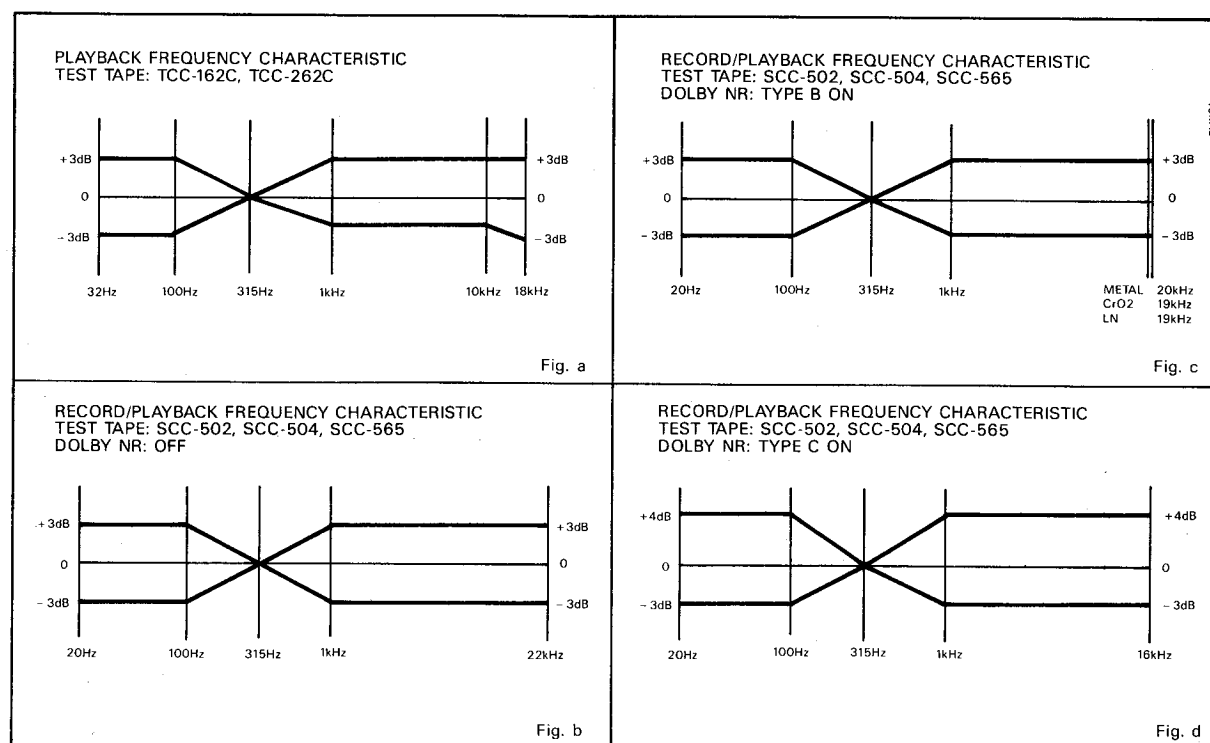 PLAYBACK FREQUENCY CHARACTERISTIC
TEST TAPE: TCC-162C, TCC-262C
+3dB
+3dB
0
0
-3dB
-3dB
32Hz 100Hz 315Hz 1kHz 10kHz 18kHz
Fig. a
RECORD/PLAYBACK FREQUENCY CHARACTERISTIC
TEST TAPE: SCC-502, SCC-504, SCC-565
DOLBY NR: TYPE B ON
+3dB
+3dB
0
0
-3dB
-3dB
20Hz 100Hz 315Hz 1kHz
METAL 20kHz
CrO2 19kHz
LN 19kHz
Fig. c
RECORD/PLAYBACK FREQUENCY CHARACTERISTIC
TEST TAPE: SCC-502, SCC-504, SCC-565
DOLBY NR: OFF
+3dB
+3dB
0
0
-3dB
-3dB
20Hz 100Hz 315Hz 1kHz 22kHz
Fig. b
RECORD/PLAYBACK FREQUENCY CHARACTERISTIC
TEST TAPE: SCC-502, SCC-504, SCC-565
DOLBY NR: TYPE C ON
+4dB
+4dB
0
0
-3dB
-3dB
20Hz 100Hz 315Hz 1kHz 16kHz
Fig. d